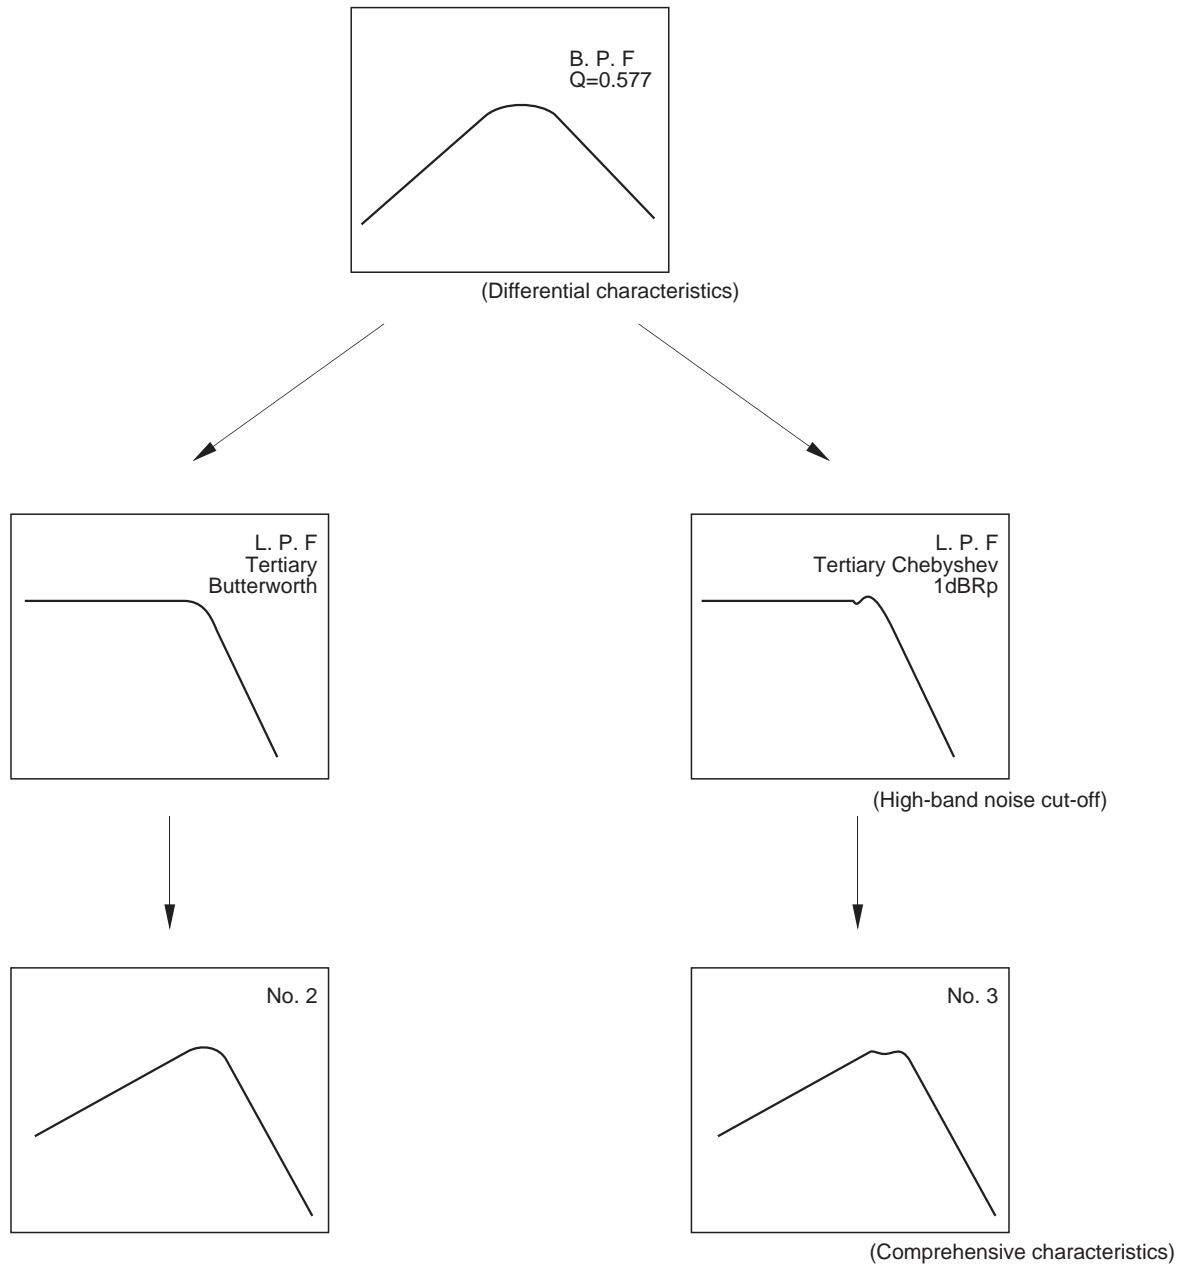 B. P. F
Q=0.577
(Differential characteristics)
L. P. F
Tertiary
Butterworth
L. P. F
Tertiary Chebyshev
1dBRp
(High-band noise cut-off)
No. 2
No. 3
(Comprehensive characteristics)